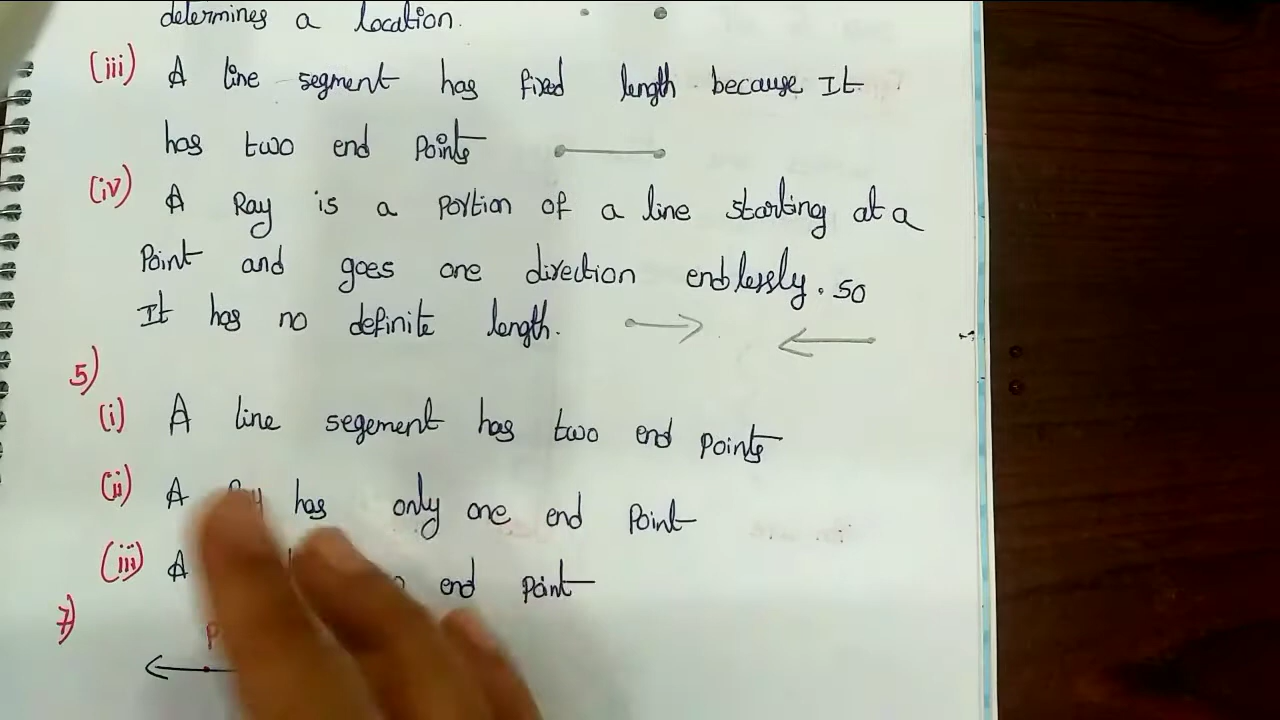 determines a location.
(iii) A line segment has fixed length because It
has two end points
(iv) A Ray is a portion of a line starting at a
Point and goes one direction endlessly. so
It has no definite length.
5)
(i) A line segement has two end points
(ii) A has only one end point
(iii) A end point
7)
P